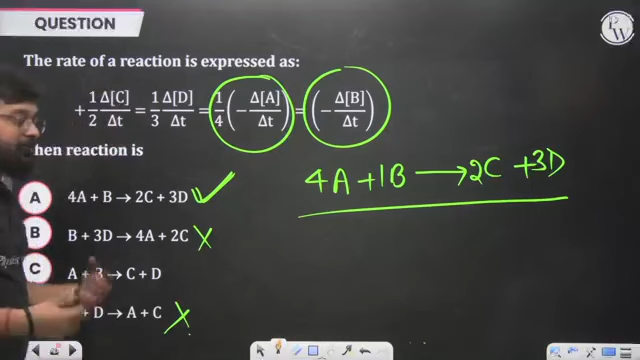 QUESTION
The rate of a reaction is expressed as:
+1/2 Δ[C]/Δt = 1/3 Δ[D]/Δt = 1/4 (−Δ[A]/Δt) = (−Δ[B]/Δt)
hen reaction is
A 4A + B → 2C + 3D ✓
B B + 3D → 4A + 2C X
C A + B → C + D
+ D → A + C X
4A + 1B → 2C + 3D
PW